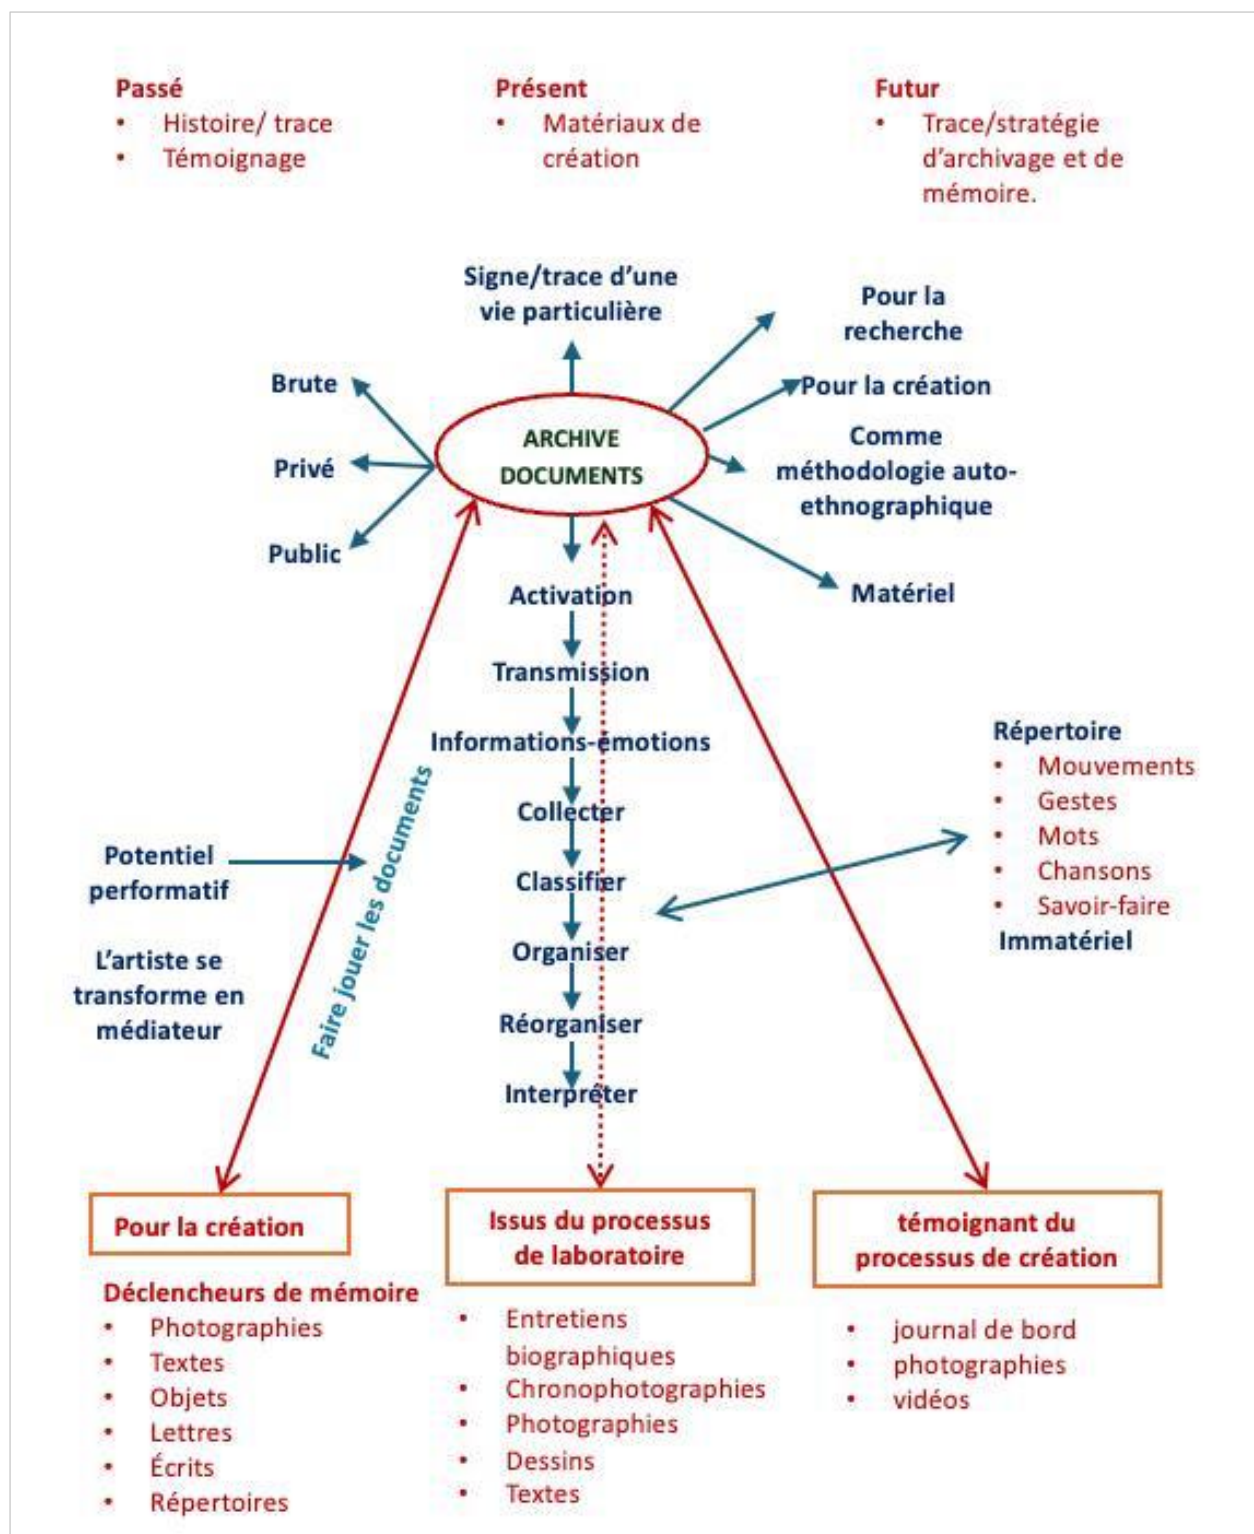 Passé
• Histoire/ trace
• Témoignage
Présent
• Matériaux de
création
Futur
• Trace/stratégie
d'archivage et de
mémoire.
Signe/trace d'une
vie particulière
Pour la
recherche
Brute
Pour la création
ARCHIVE
DOCUMENTS
Privé
Comme
méthodologie auto-
ethnographique
Public
Matériel
Activation
Transmission
Informations-émotions
Collecter
Classifier
Organiser
Réorganiser
Interpréter
Faire jouer les documents
Potentiel
performatif
L'artiste se
transforme en
médiateur
Répertoire
• Mouvements
• Gestes
• Mots
• Chansons
• Savoir-faire
Immatériel
Pour la création
Déclencheurs de mémoire
• Photographies
• Textes
• Objets
• Lettres
• Écrits
• Répertoires
Issus du processus
de laboratoire
• Entretiens
biographiques
• Chronophotographies
• Photographies
• Dessins
• Textes
témoignant du
processus de création
• journal de bord
• photographies
• vidéos